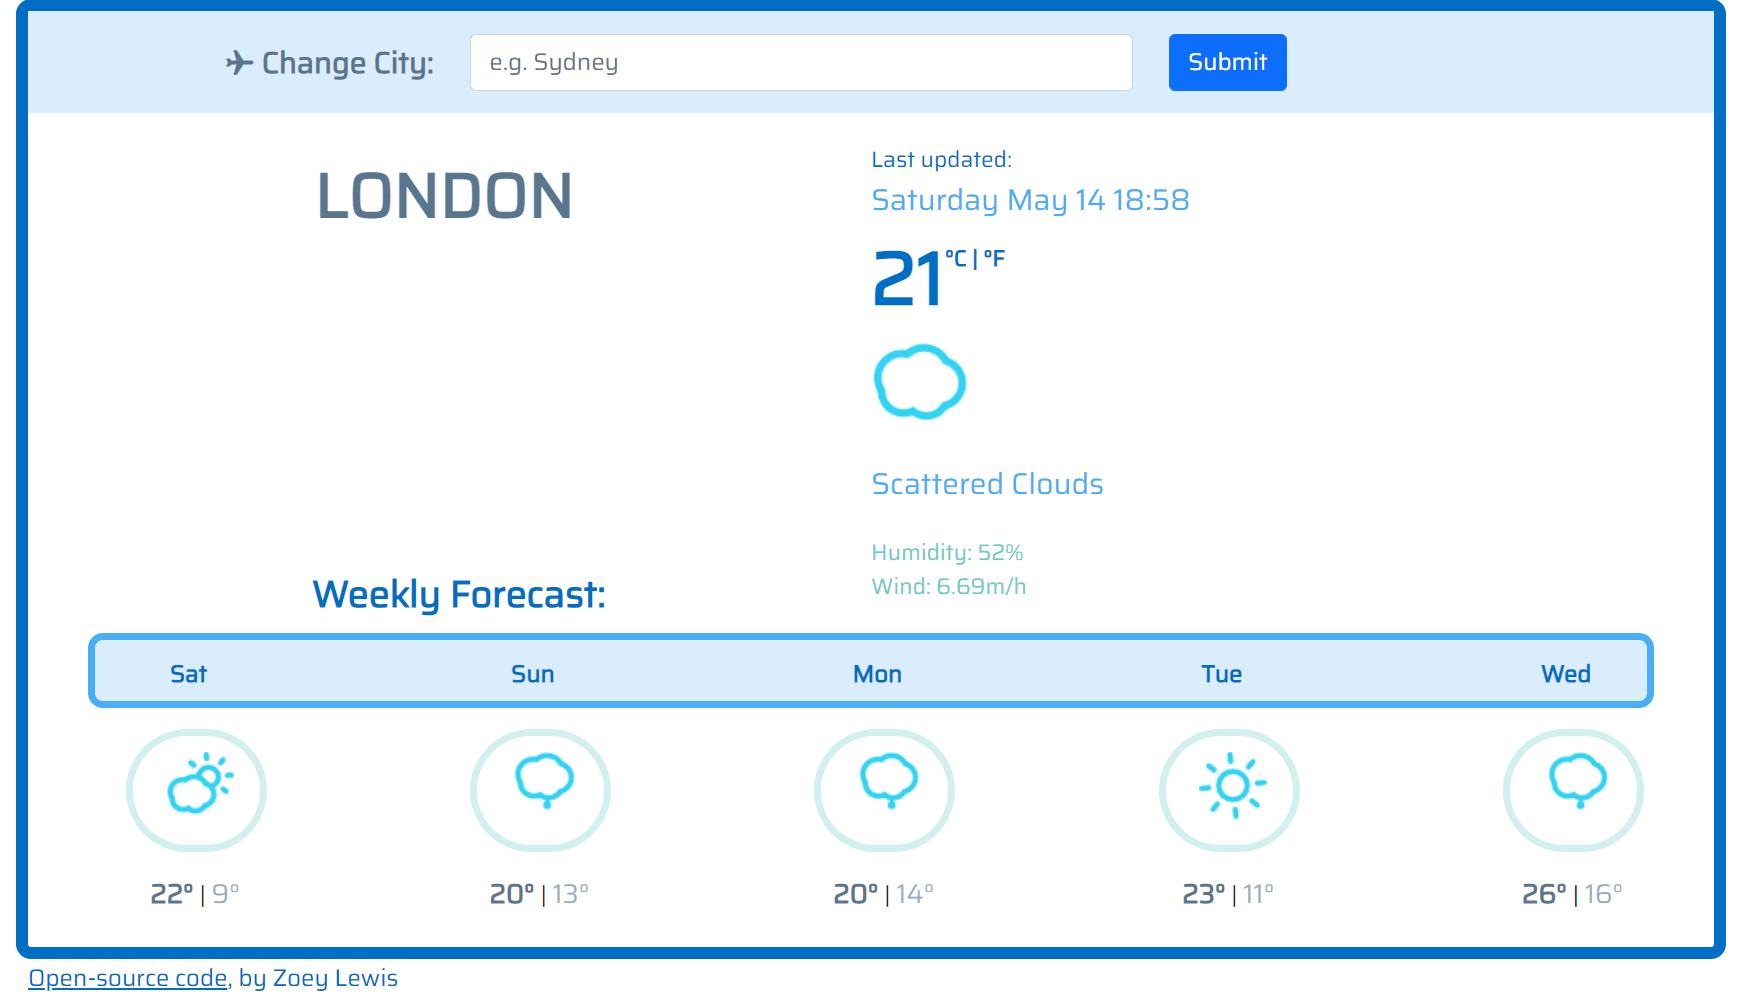 Change City:
e.g. Sydney
Submit
LONDON
Last updated:
Saturday May 14 18:58
21°C | °F
Scattered Clouds
Humidity: 52%
Wind: 6.69m/h
Weekly Forecast:
Sat Sun Mon Tue Wed
22° | 9° 20° | 13° 20° | 14° 23° | 11° 26° | 16°
Open-source code, by Zoey Lewis